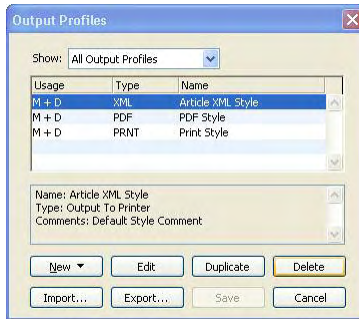 Output Profiles
Show: All Output Profiles
Usage Type Name
M + D XML Article XML Style
M + D PDF PDF Style
M + D PRNT Print Style
Name: Article XML Style
Type: Output To Printer
Comments: Default Style Comment
New Edit Duplicate Delete
Import... Export... Save Cancel